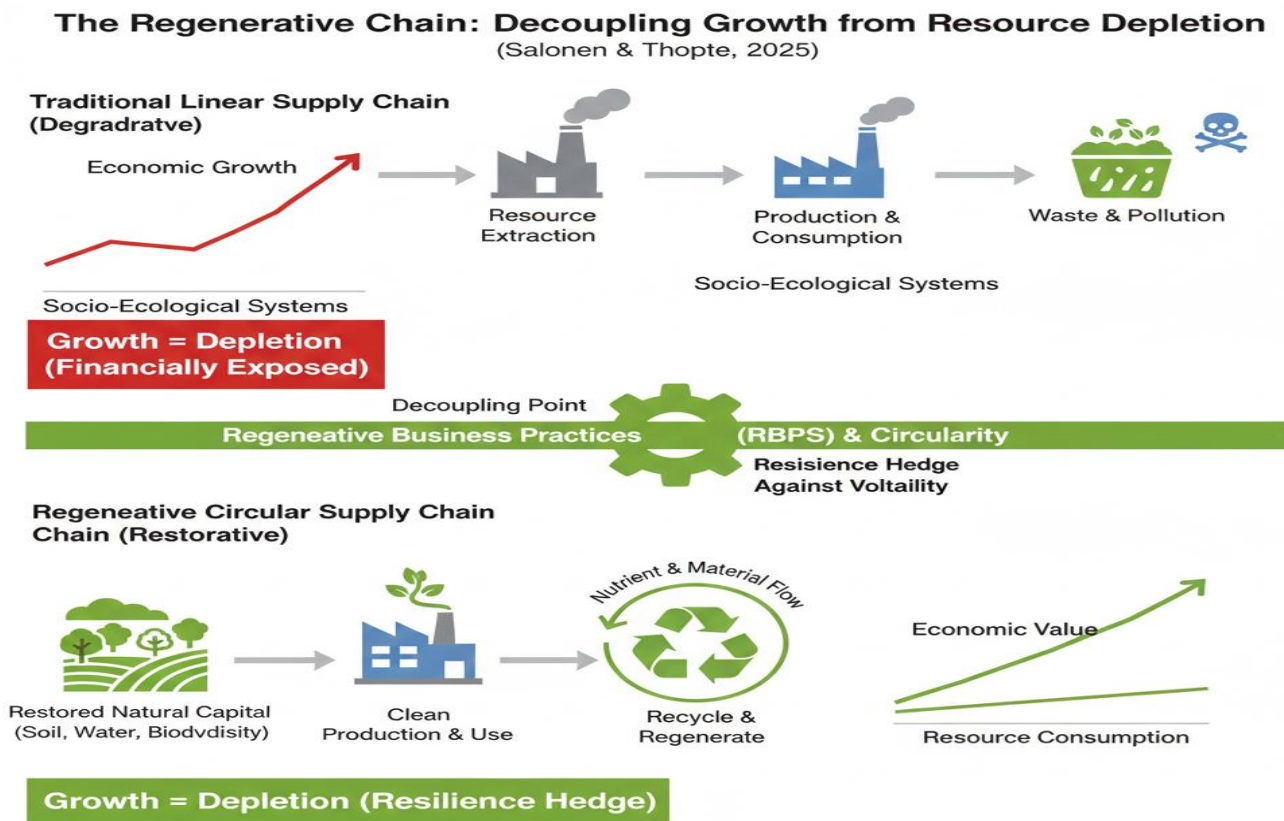 The Regenerative Chain: Decoupling Growth from Resource Depletion
(Salonen & Thopte, 2025)
Traditional Linear Supply Chain
(Degradratve)
Economic Growth
Resource
Extraction
Production &
Consumption
Waste & Pollution
Socio-Ecological Systems
Socio-Ecological Systems
Growth = Depletion
(Financially Exposed)
Decoupling Point
Regeneative Business Practices (RBPS) & Circularity
Resisience Hedge
Against Voltaility
Regeneative Circular Supply Chain
Chain (Restorative)
Nutrient & Material Flow
Economic Value
Restored Natural Capital
(Soil, Water, Biodvdisity)
Clean
Production & Use
Recycle &
Regenerate
Resource Consumption
Growth = Depletion (Resilience Hedge)